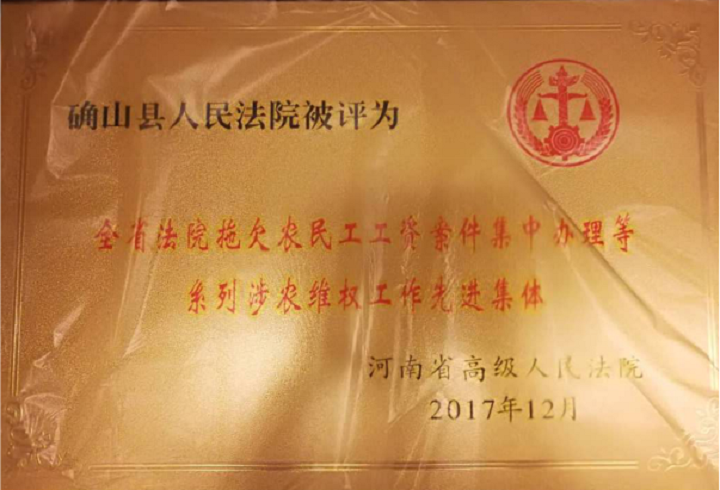 确山县人民法院被评为
全省法院拖欠农民工工资案件集中办理等
系列涉农维权工作先进集体
河南省高级人民法院
2017年12月